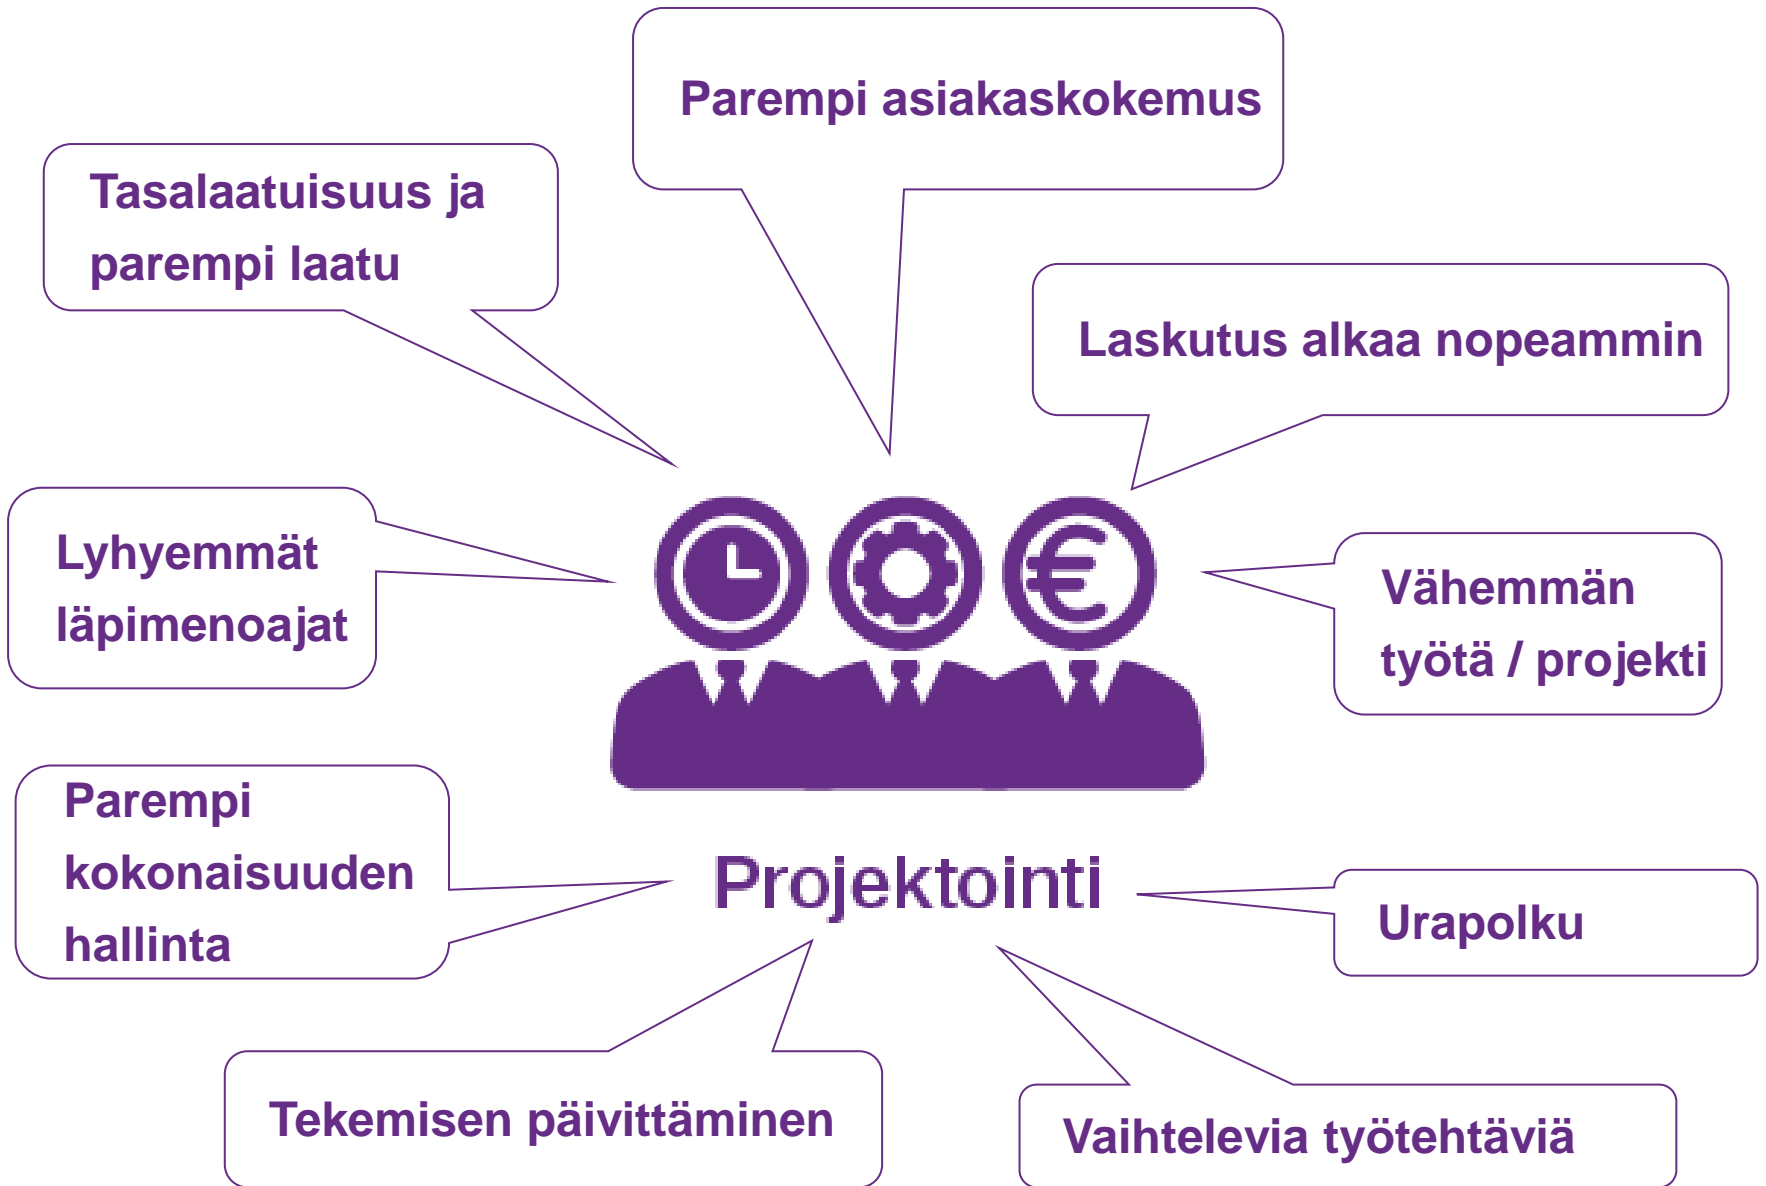 Parempi asiakaskokemus
Tasalaatuisuus ja
parempi laatu
Laskutus alkaa nopeammin
Lyhyemmät
läpimenoajat
Vähemmän
työtä / projekti
Parempi
kokonaisuuden
hallinta
Projektointi
Urapolku
Tekemisen päivittäminen
Vaihtelevia työtehtäviä